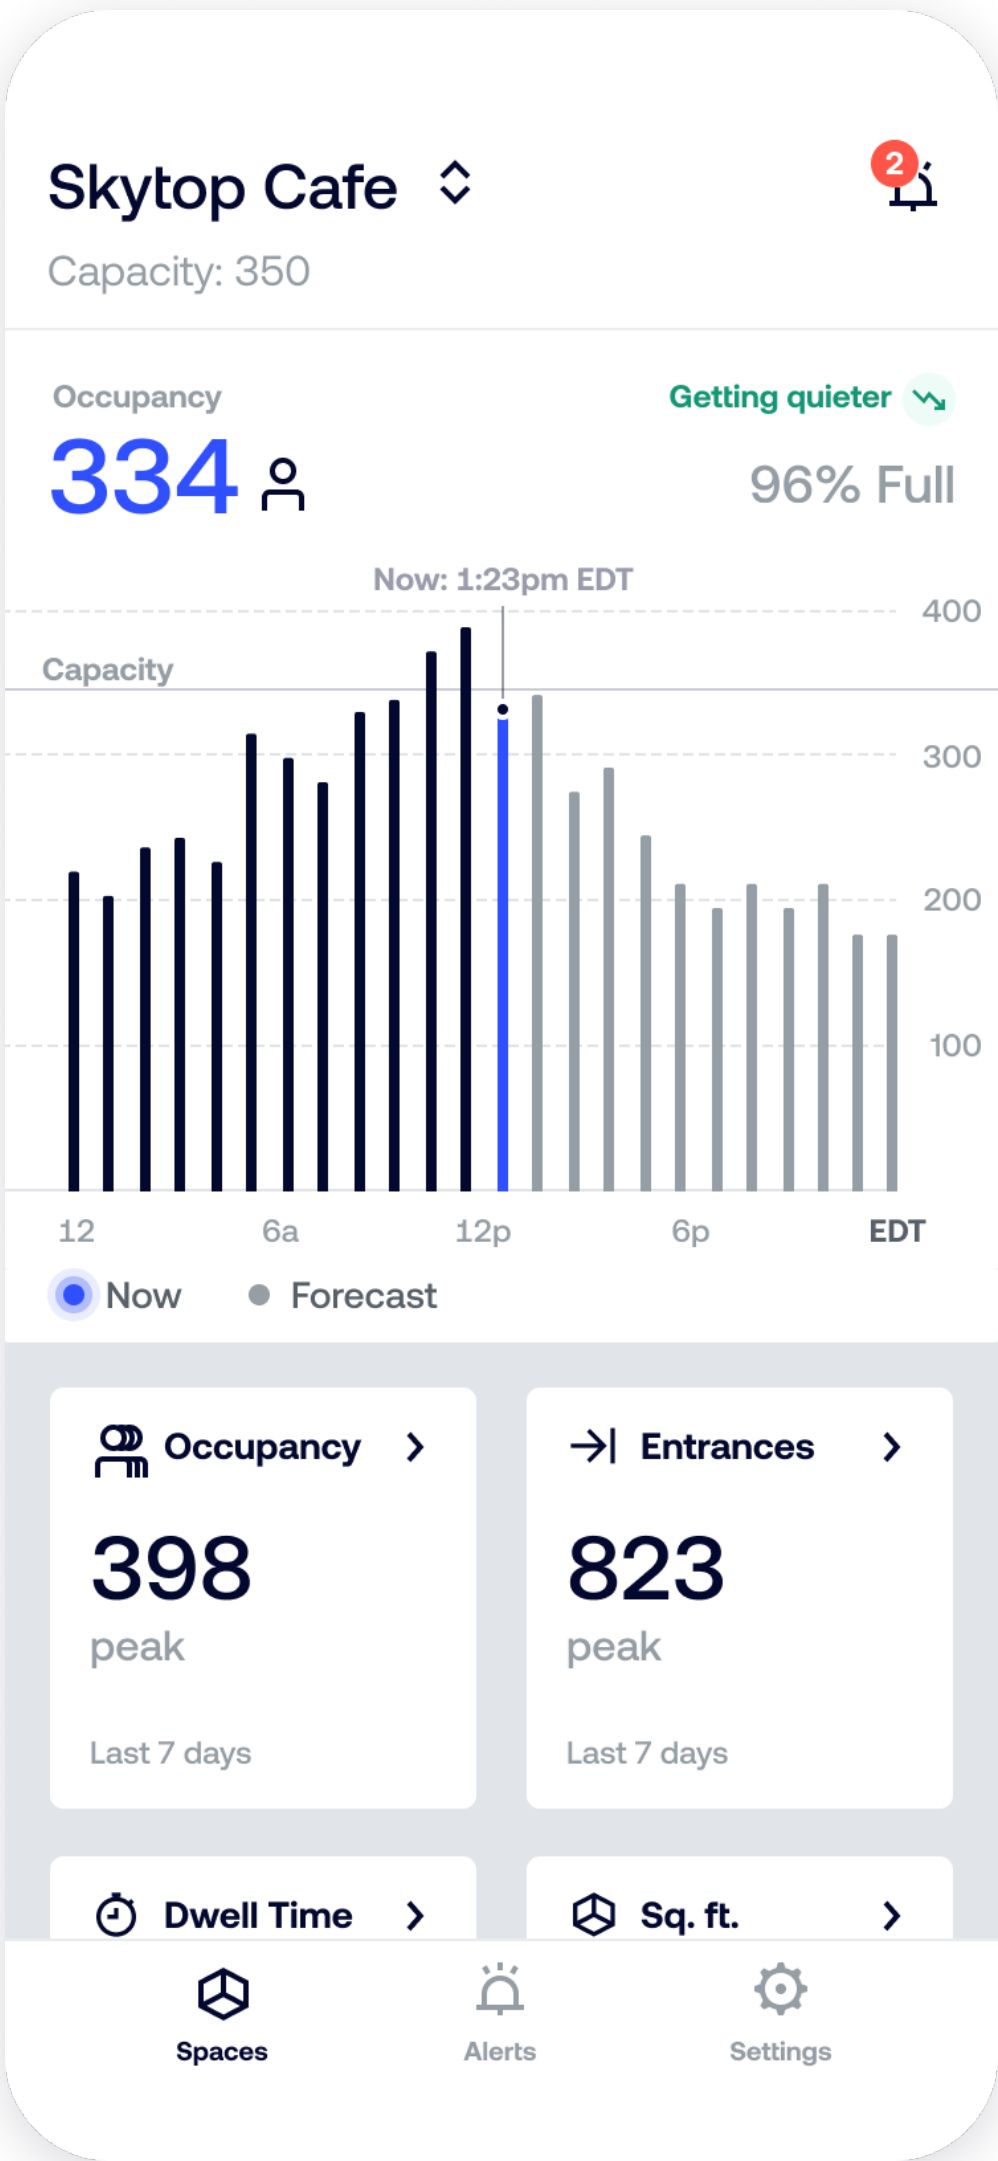 Skytop Cafe
2
Capacity: 350
Occupancy
Getting quieter
334
96% Full
Now: 1:23pm EDT
400
Capacity
300
200
100
12 6a 12p 6p EDT
Now Forecast
Occupancy
398
peak
Last 7 days
Entrances
823
peak
Last 7 days
Dwell Time
Sq. ft.
Spaces Alerts Settings